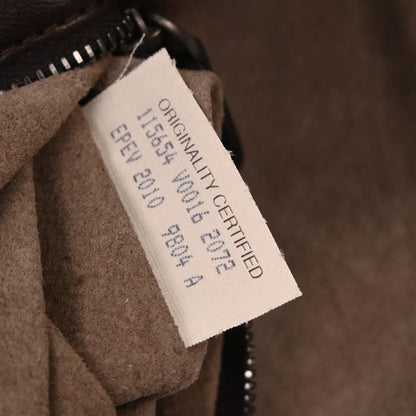 ORIGINALITY CERTIFIED
115654 V0016 2072
EPEV 2010 9804 A